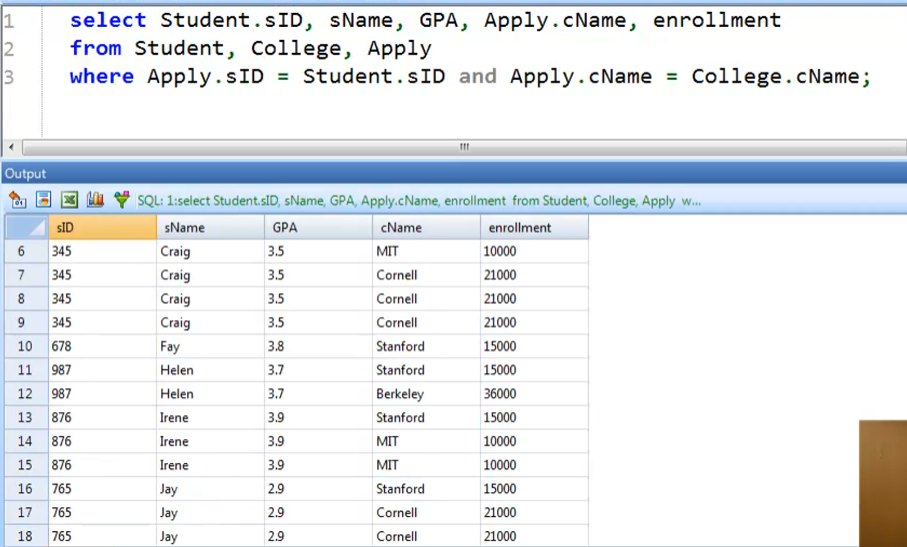 1 select Student.sID, sName, GPA, Apply.cName, enrollment
2 from Student, College, Apply
3 where Apply.sID = Student.sID and Apply.cName = College.cName;
Output
SQL: 1:select Student.sID, sName, GPA, Apply.cName, enrollment from Student, College, Apply w...
sID sName GPA cName enrollment
6 345 Craig 3.5 MIT 10000
7 345 Craig 3.5 Cornell 21000
8 345 Craig 3.5 Cornell 21000
9 345 Craig 3.5 Cornell 21000
10 678 Fay 3.8 Stanford 15000
11 987 Helen 3.7 Stanford 15000
12 987 Helen 3.7 Berkeley 36000
13 876 Irene 3.9 Stanford 15000
14 876 Irene 3.9 MIT 10000
15 876 Irene 3.9 MIT 10000
16 765 Jay 2.9 Stanford 15000
17 765 Jay 2.9 Cornell 21000
18 765 Jay 2.9 Cornell 21000